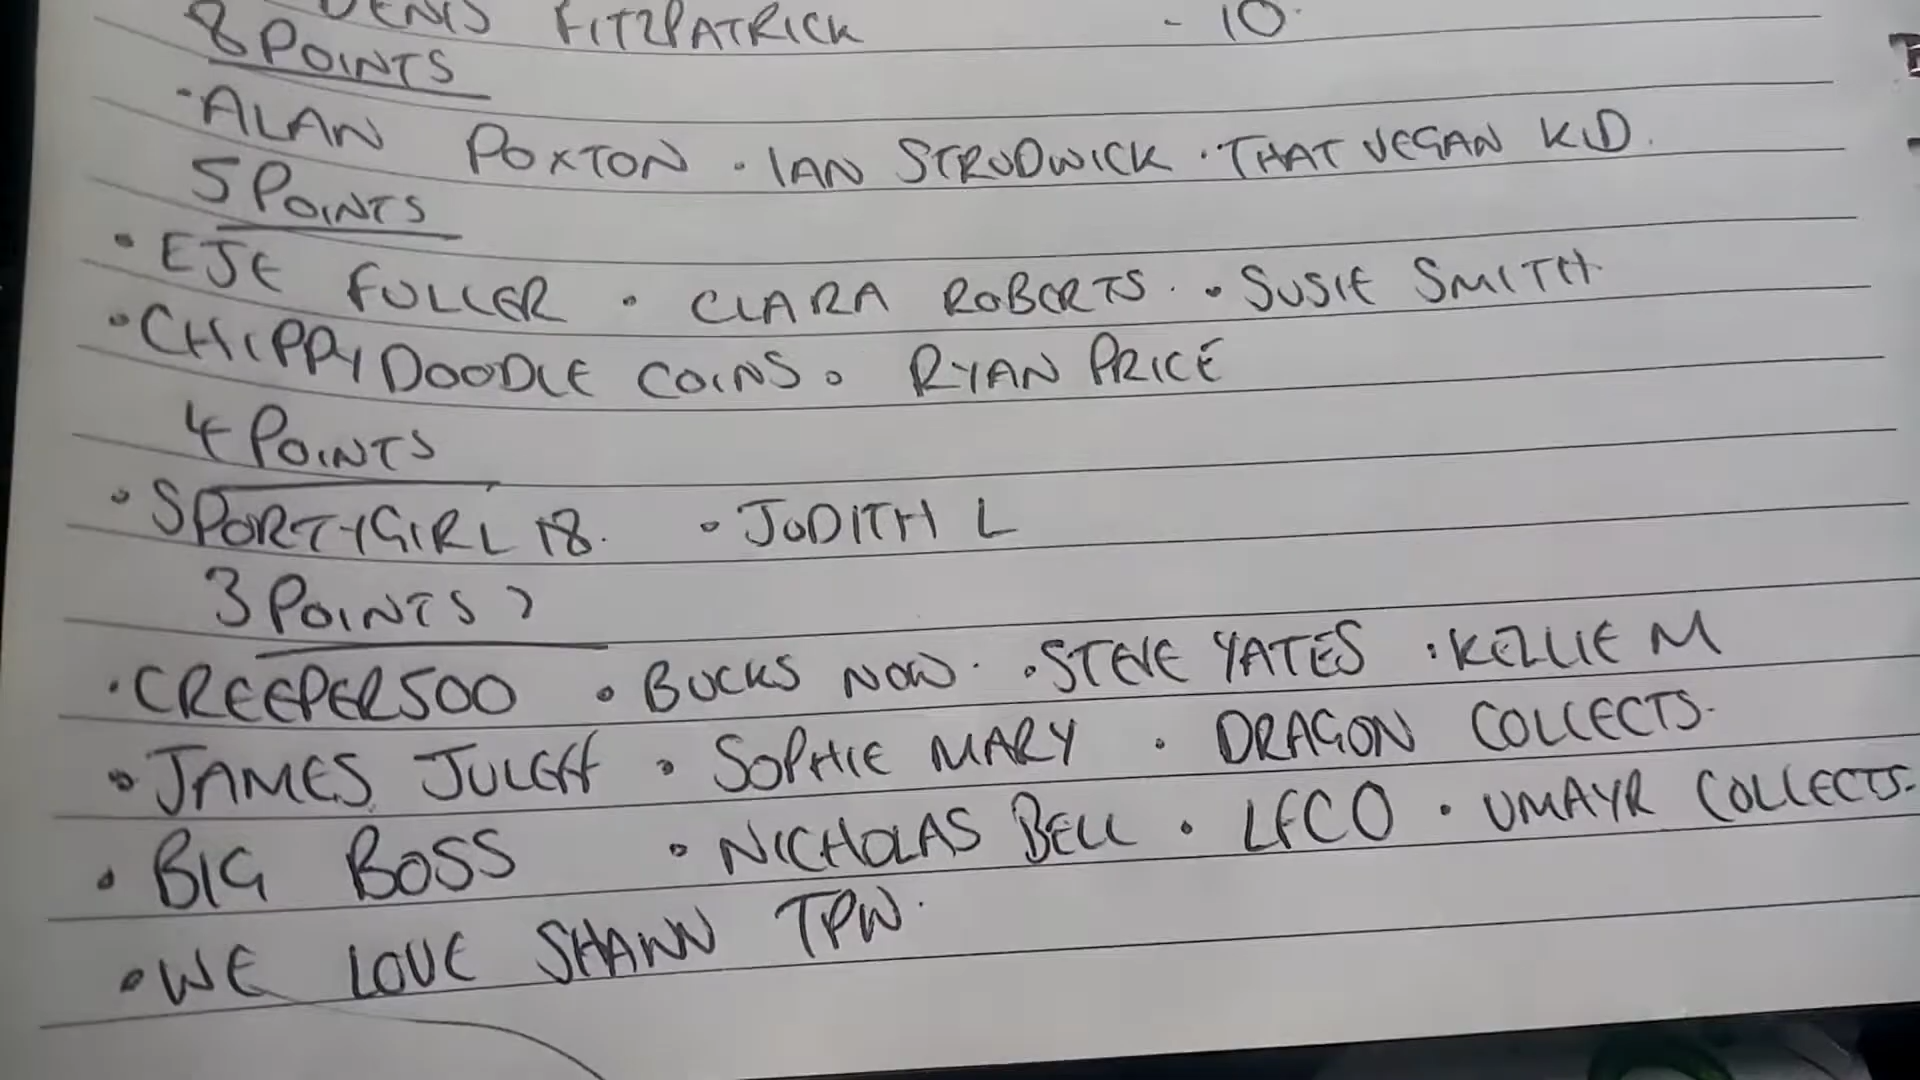 DENIS FITZPATRICK - 10.
8 POINTS
·ALAN POXTON · IAN STRUDWICK · THAT VEGAN KID.
5 POINTS
• EJE FULLER · CLARA ROBERTS · • SUSIE SMITH.
• CHIPPYDOODLE COINS • RYAN PRICE
4 POINTS
• SPORTYGIRL 18. • JUDITH L
3 POINTS >
· CREEPER500 • BUCKS NOW · • STEVE YATES · KELLIE M
• JAMES JULEFF • SOPHIE MARY · DRAGON COLLECTS.
• BIG BOSS • NICHOLAS BELL • LFCO • UMAYR COLLECTS.
• WE LOVE SHAWN TPW.